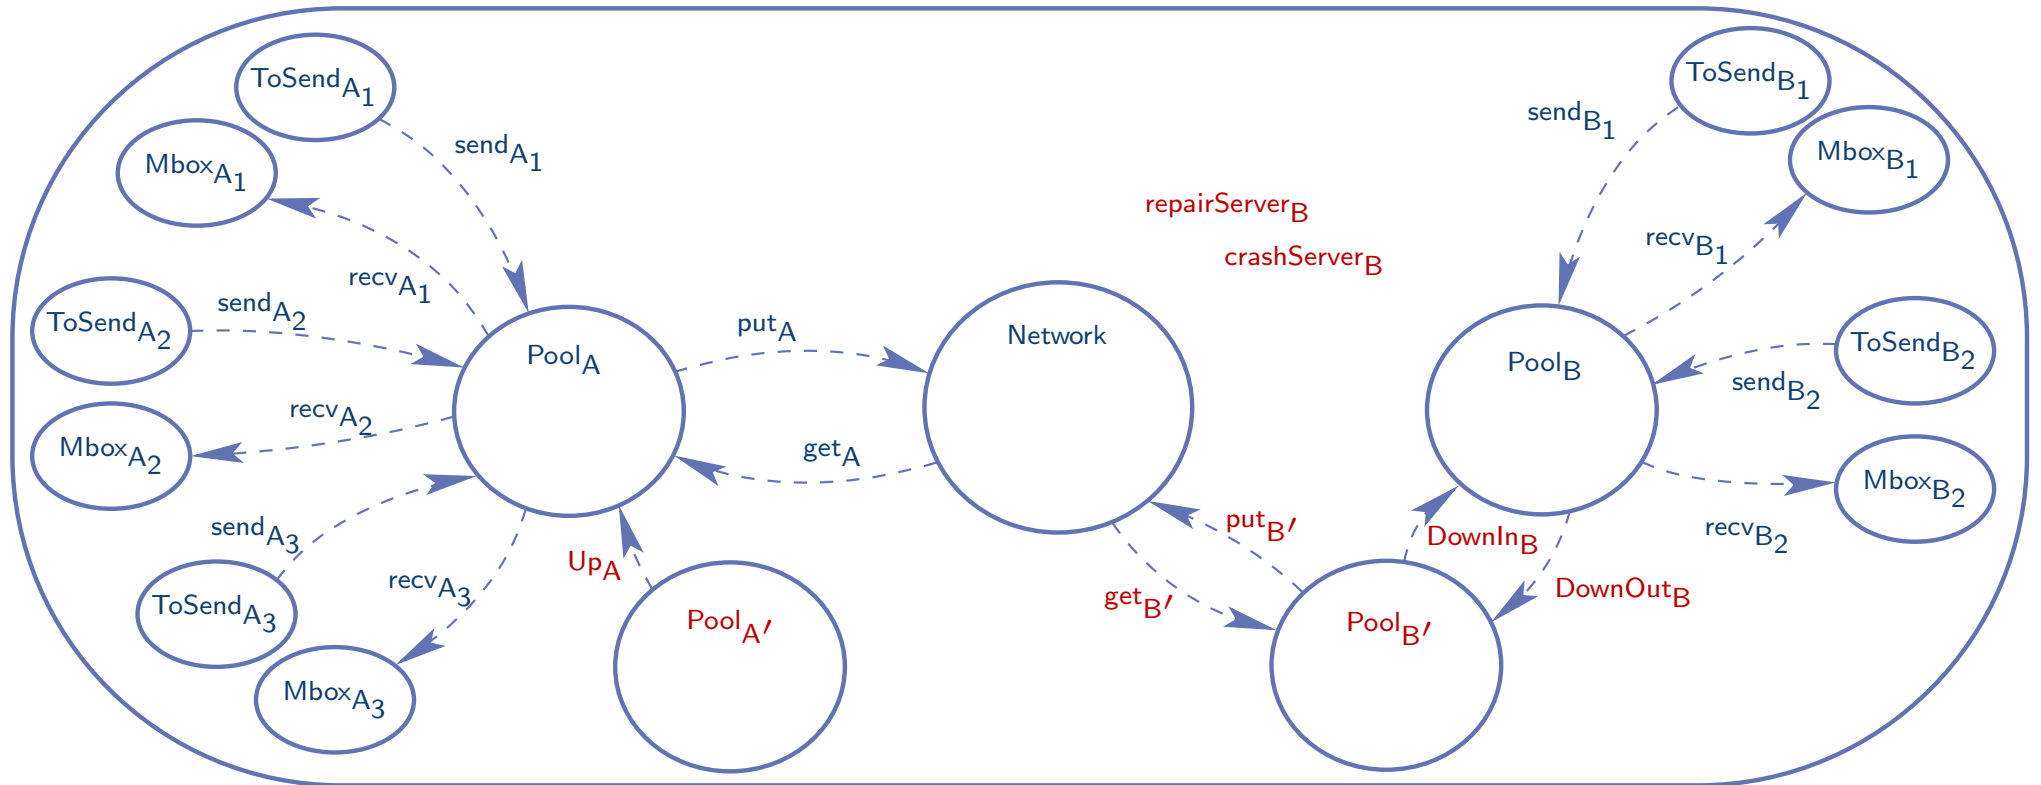 ToSendA1
sendA1
MboxA1
recvA1
ToSendA2
sendA2
MboxA2
recvA2
sendA3
ToSendA3
recvA3
MboxA3
PoolA
putA
getA
UpA
PoolA′
Network
repairServerB
crashServerB
putB′
getB′
PoolB′
DownInB
DownOutB
PoolB
sendB1
ToSendB1
MboxB1
recvB1
ToSendB2
sendB2
MboxB2
recvB2